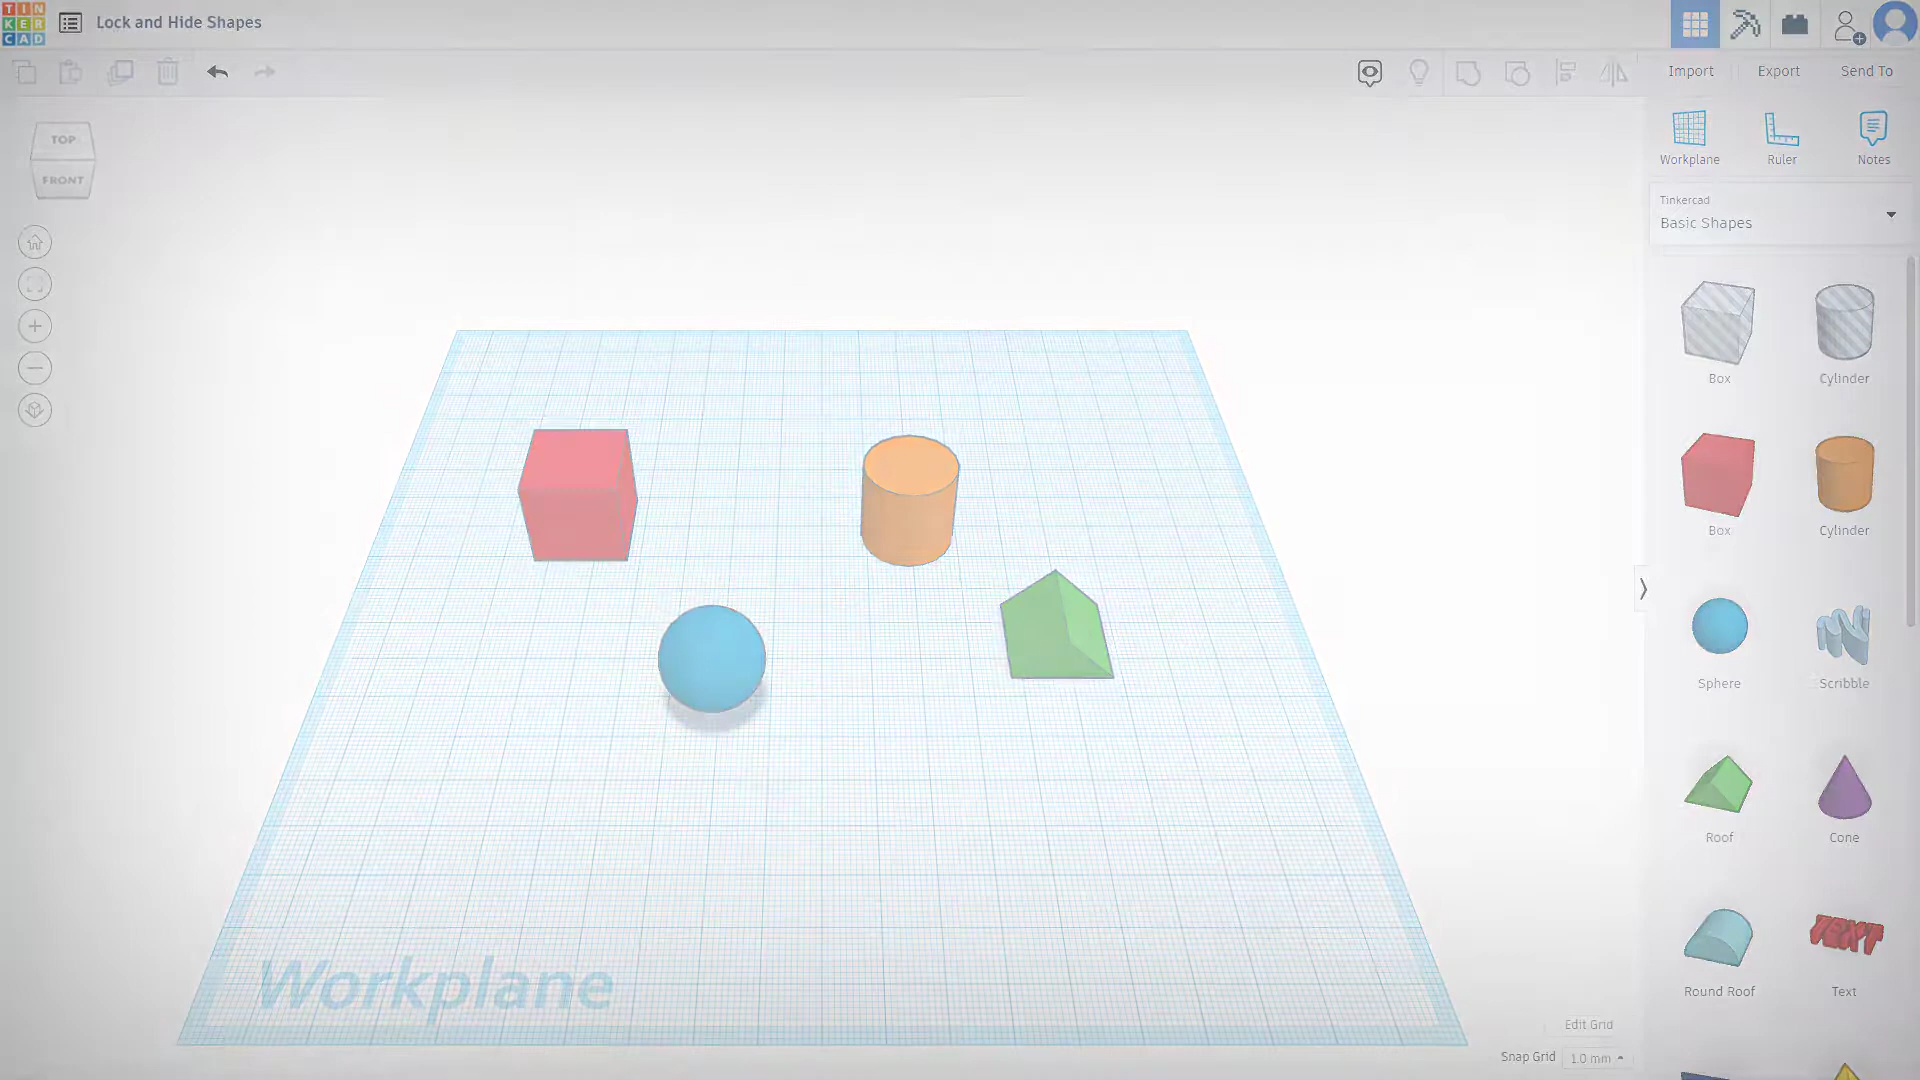 TIN
KER
CAD
Lock and Hide Shapes
Import
Export
Send To
TOP
FRONT
Workplane
Ruler
Notes
Tinkercad
Basic Shapes
Box
Cylinder
Box
Cylinder
Sphere
Scribble
Roof
Cone
Round Roof
Text
TEXT
Workplane
Edit Grid
Snap Grid
1.0 mm